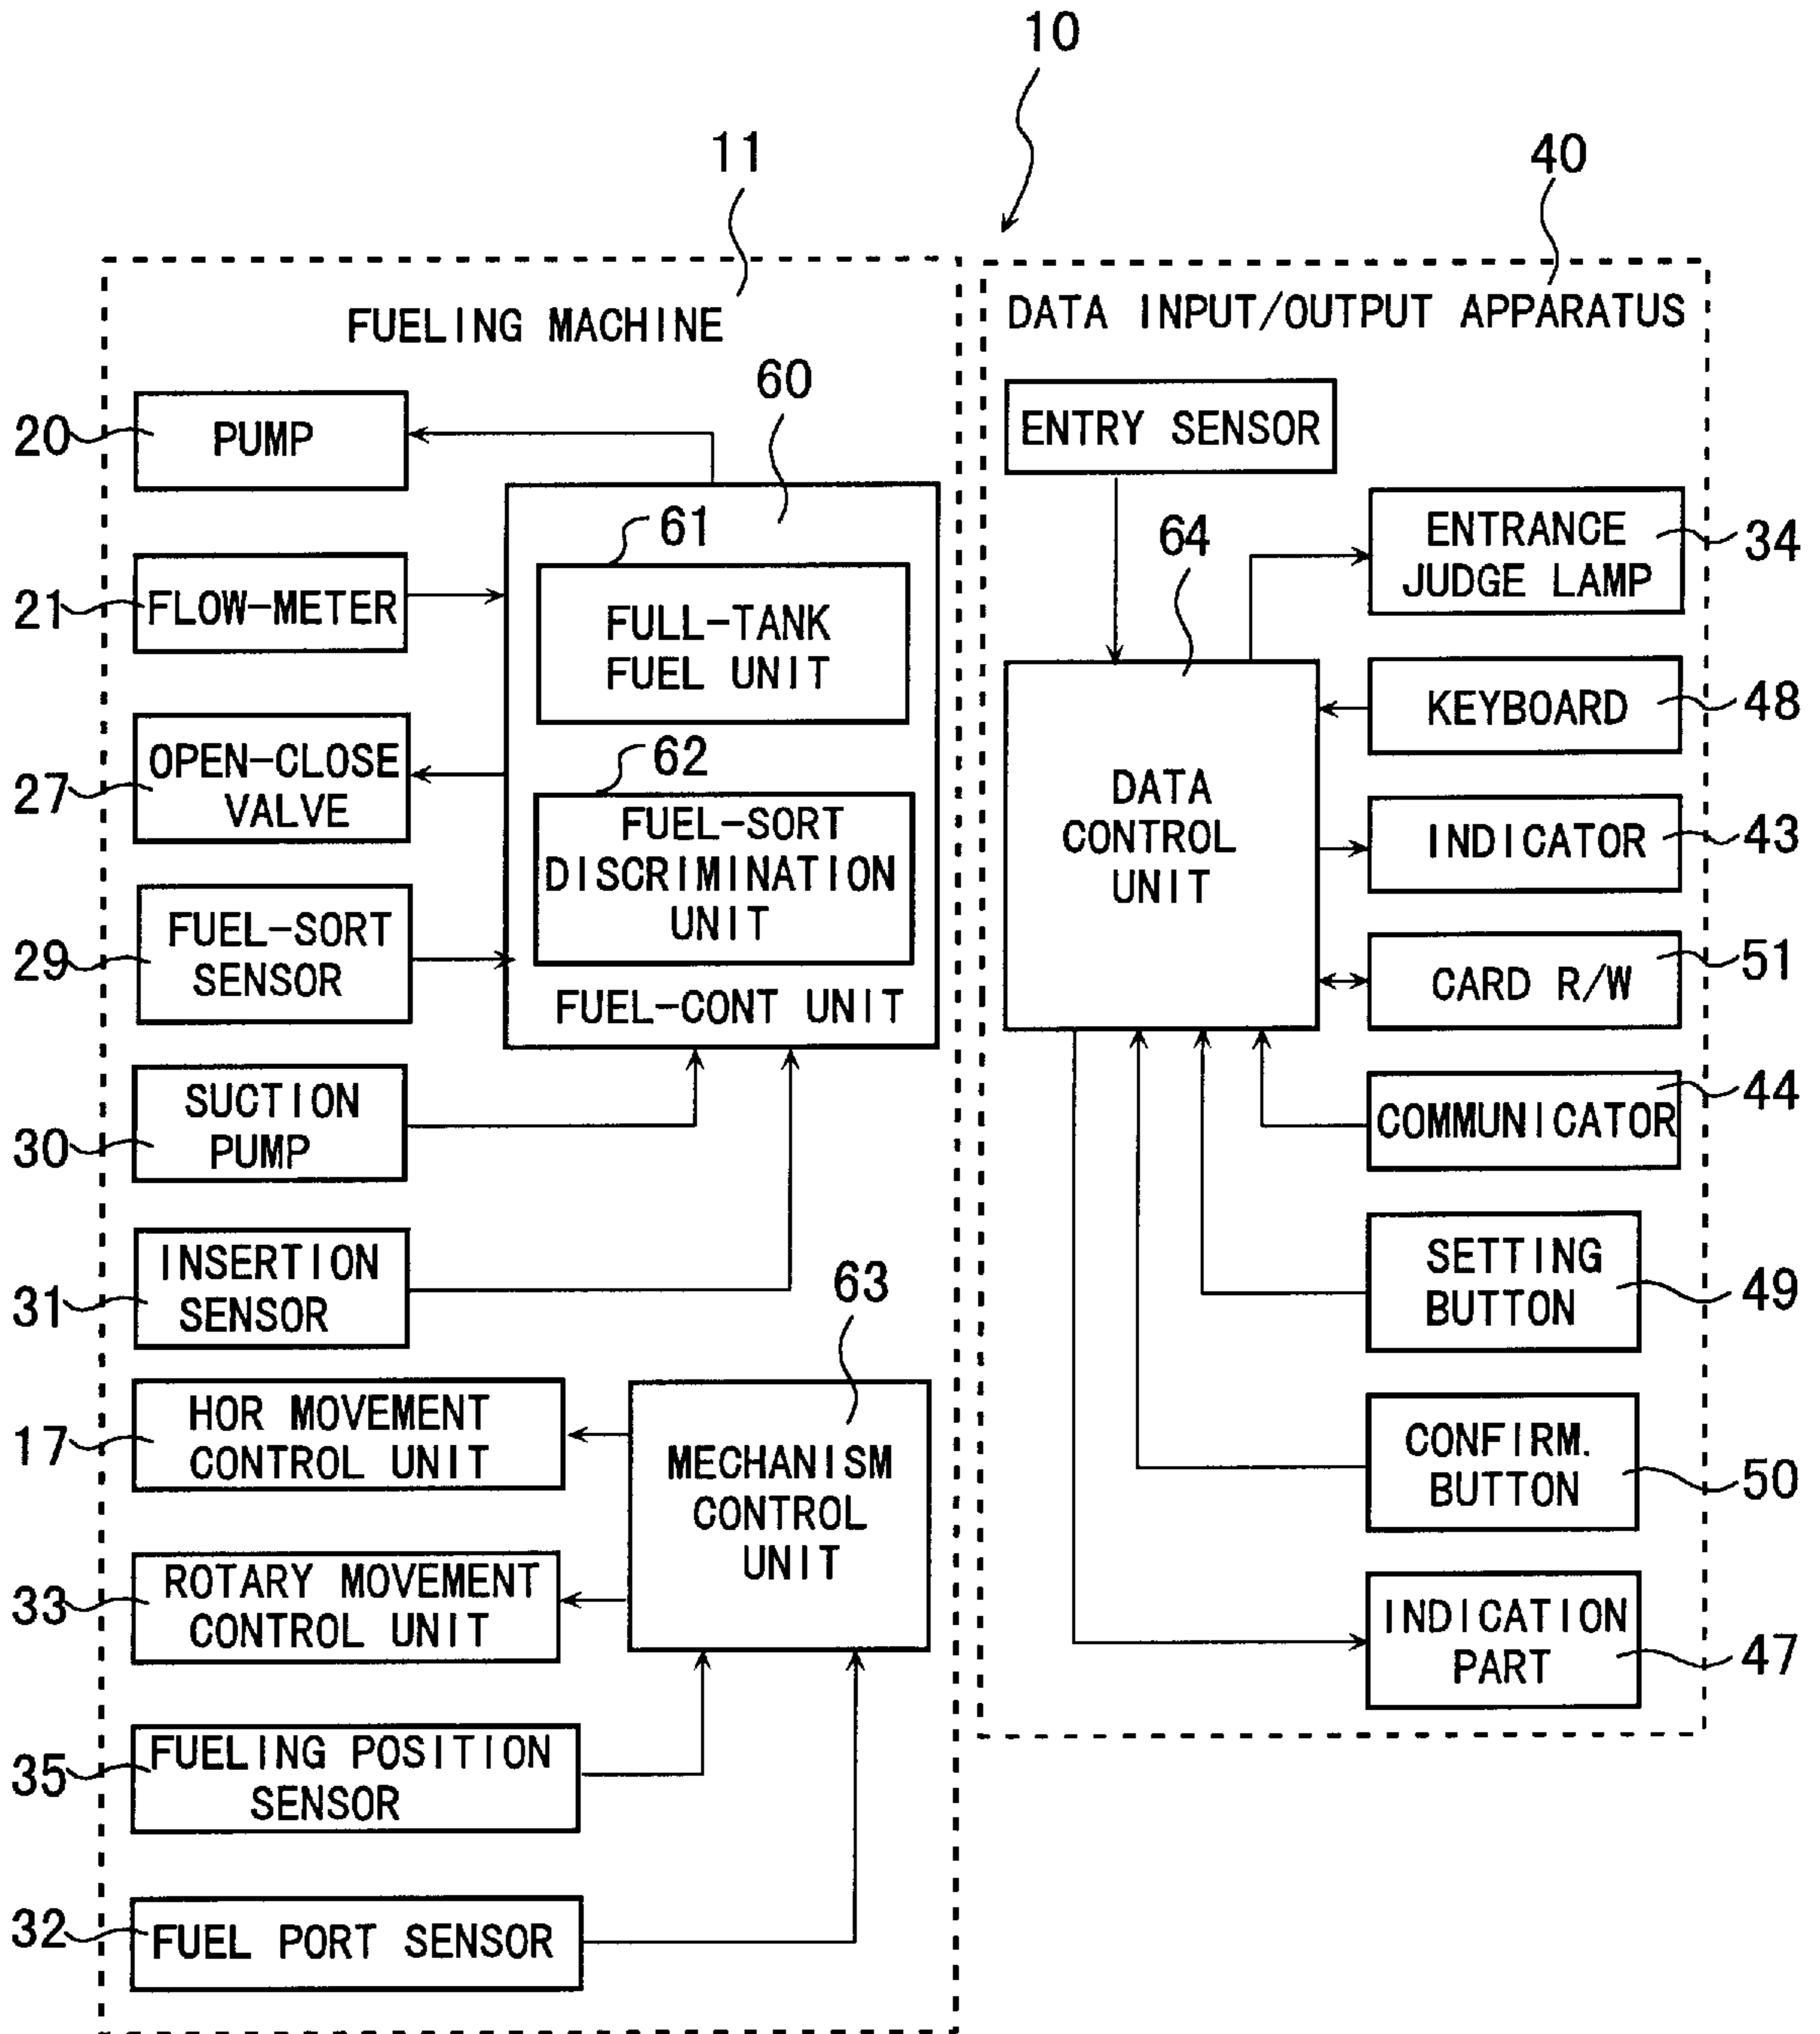 10
11
40
FUELING MACHINE
DATA INPUT/OUTPUT APPARATUS
20
PUMP
60
21
FLOW-METER
61
FULL-TANK
FUEL UNIT
27
OPEN-CLOSE
VALVE
62
FUEL-SORT
DISCRIMINATION
UNIT
29
FUEL-SORT
SENSOR
FUEL-CONT UNIT
30
SUCTION
PUMP
31
INSERTION
SENSOR
63
17
HOR MOVEMENT
CONTROL UNIT
MECHANISM
CONTROL
UNIT
33
ROTARY MOVEMENT
CONTROL UNIT
35
FUELING POSITION
SENSOR
32
FUEL PORT SENSOR
ENTRY SENSOR
64
ENTRANCE
JUDGE LAMP
34
DATA
CONTROL
UNIT
KEYBOARD
48
INDICATOR
43
CARD R/W
51
COMMUNICATOR
44
SETTING
BUTTON
49
CONFIRM.
BUTTON
50
INDICATION
PART
47